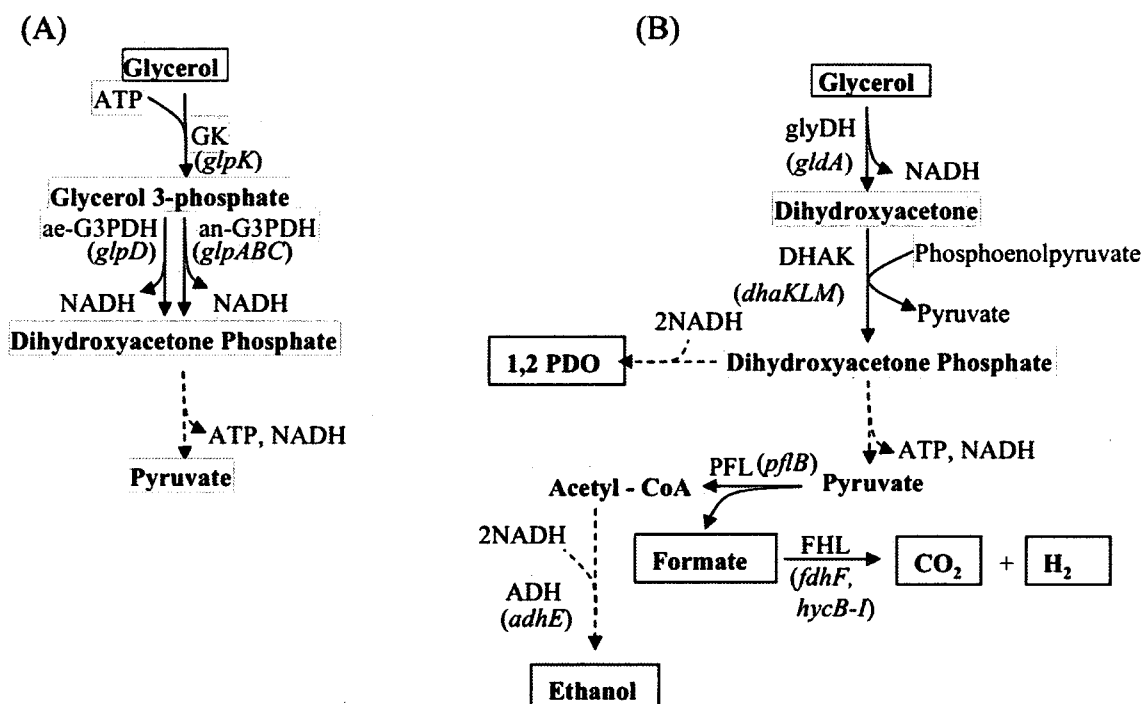 (A)
Glycerol
ATP
GK
(glpK)
Glycerol 3-phosphate
ae-G3PDH
(glpD)
an-G3PDH
(glpABC)
NADH
NADH
Dihydroxyacetone Phosphate
ATP, NADH
Pyruvate
(B)
Glycerol
glyDH
(gldA)
NADH
Dihydroxyacetone
DHAK
(dhaKLM)
Phosphoenolpyruvate
Pyruvate
2NADH
1,2 PDO
Dihydroxyacetone Phosphate
ATP, NADH
PFL (pflB)
Acetyl - CoA
Pyruvate
2NADH
Formate
FHL
(fdhF,
hycB-I)
CO₂ + H₂
ADH
(adhE)
Ethanol